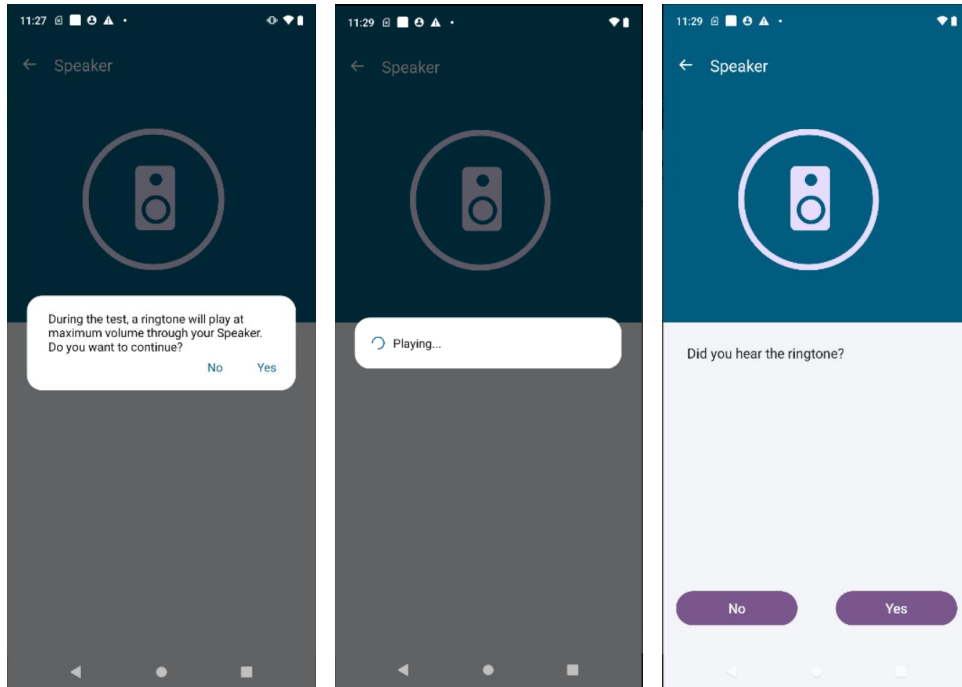 11:27
Speaker
During the test, a ringtone will play at
maximum volume through your Speaker.
Do you want to continue?
No Yes
11:29
Speaker
Playing...
11:29
Speaker
Did you hear the ringtone?
No Yes